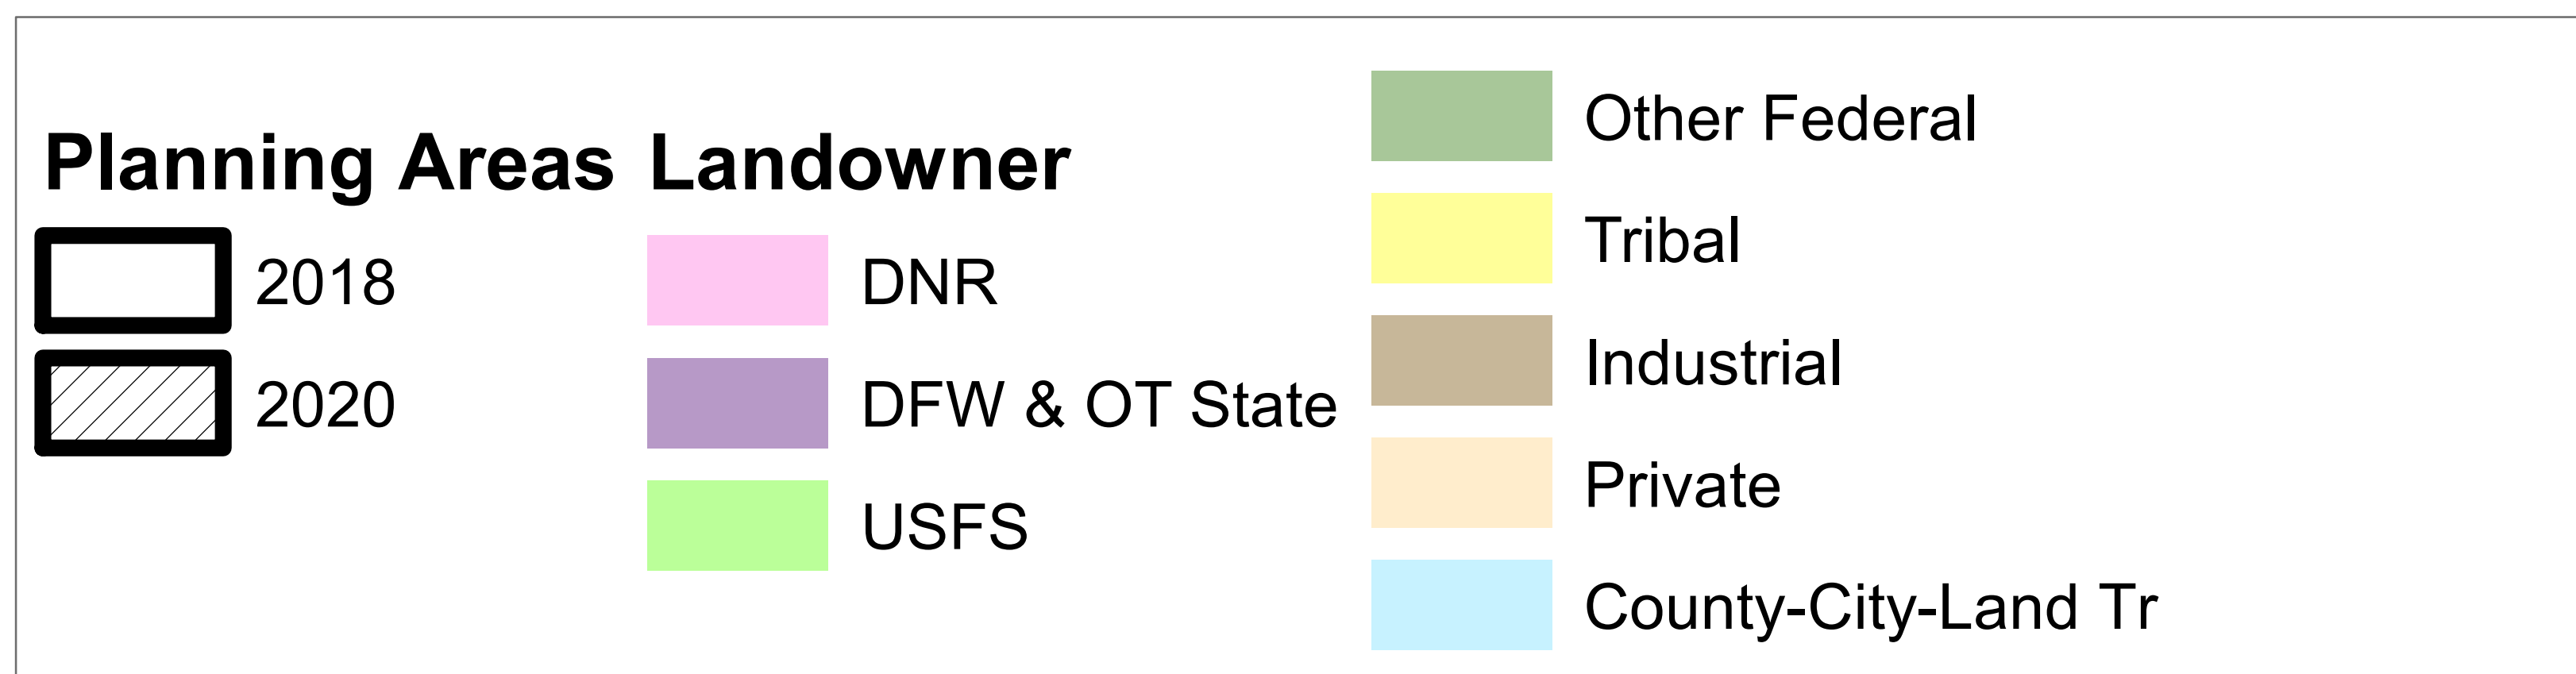 Planning Areas
2018
2020
Landowner
DNR
DFW & OT State
USFS
Other Federal
Tribal
Industrial
Private
County-City-Land Tr